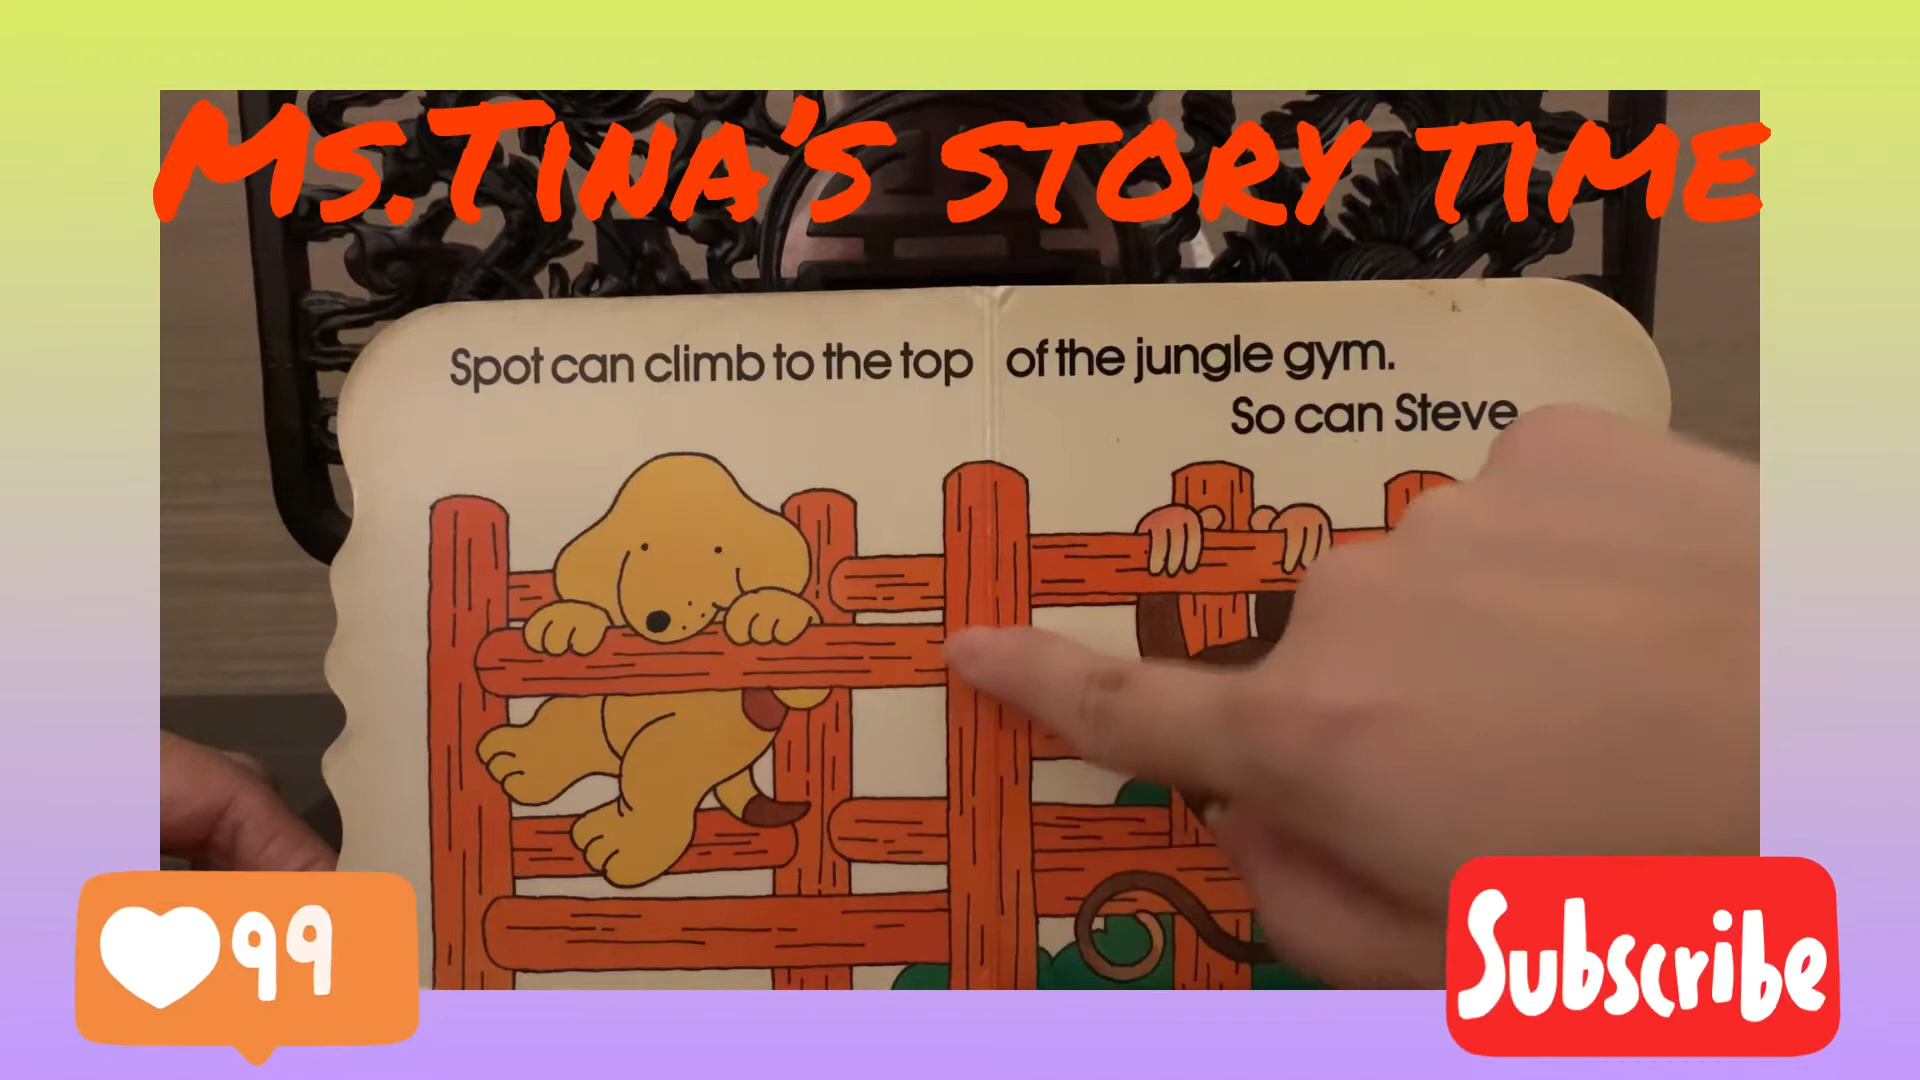 Ms.Tina's story time
Spot can climb to the top of the jungle gym.
So can Steve
99
Subscribe